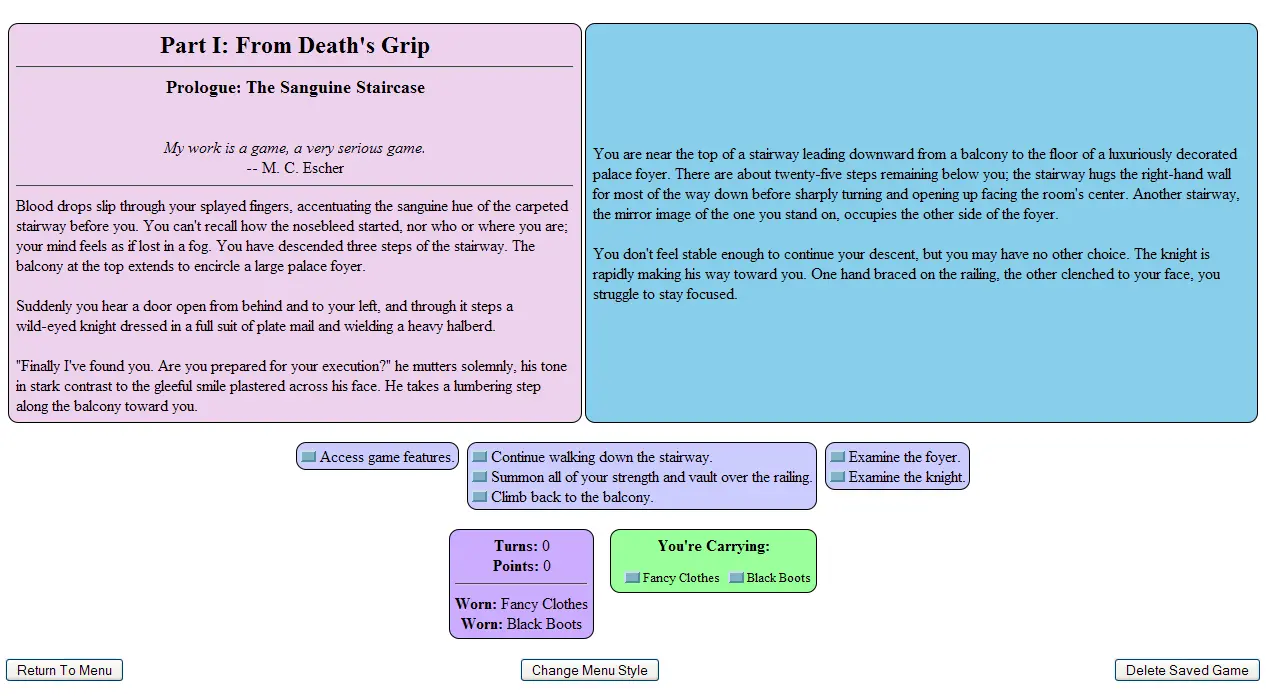 Part I: From Death's Grip
Prologue: The Sanguine Staircase
My work is a game, a very serious game.
-- M. C. Escher
Blood drops slip through your splayed fingers, accentuating the sanguine hue of the carpeted
stairway before you. You can't recall how the nosebleed started, nor who or where you are;
your mind feels as if lost in a fog. You have descended three steps of the stairway. The
balcony at the top extends to encircle a large palace foyer.
Suddenly you hear a door open from behind and to your left, and through it steps a
wild-eyed knight dressed in a full suit of plate mail and wielding a heavy halberd.
"Finally I've found you. Are you prepared for your execution?" he mutters solemnly, his tone
in stark contrast to the gleeful smile plastered across his face. He takes a lumbering step
along the balcony toward you.
You are near the top of a stairway leading downward from a balcony to the floor of a luxuriously decorated
palace foyer. There are about twenty-five steps remaining below you; the stairway hugs the right-hand wall
for most of the way down before sharply turning and opening up facing the room's center. Another stairway,
the mirror image of the one you stand on, occupies the other side of the foyer.
You don't feel stable enough to continue your descent, but you may have no other choice. The knight is
rapidly making his way toward you. One hand braced on the railing, the other clenched to your face, you
struggle to stay focused.
Access game features.
Continue walking down the stairway.
Summon all of your strength and vault over the railing.
Climb back to the balcony.
Examine the foyer.
Examine the knight.
Turns: 0
Points: 0
Worn: Fancy Clothes
Worn: Black Boots
You're Carrying:
Fancy Clothes Black Boots
Return To Menu
Change Menu Style
Delete Saved Game